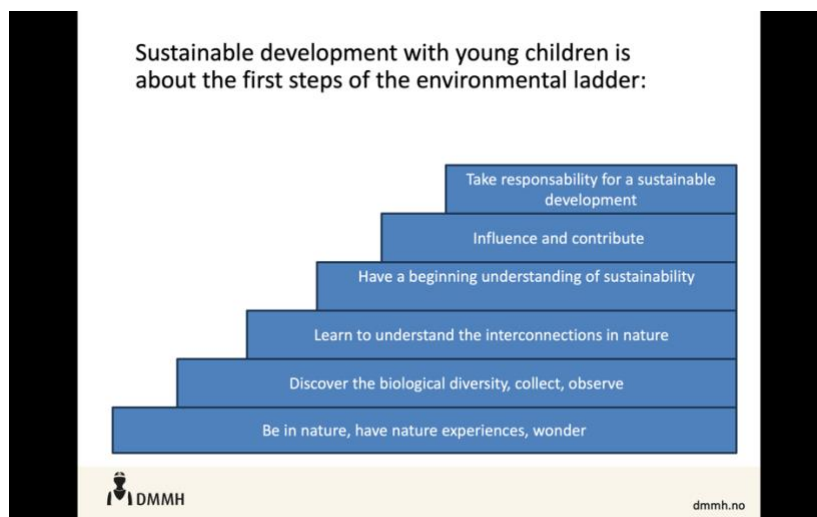 Sustainable development with young children is
about the first steps of the environmental ladder:
Take responsability for a sustainable
development
Influence and contribute
Have a beginning understanding of sustainability
Learn to understand the interconnections in nature
Discover the biological diversity, collect, observe
Be in nature, have nature experiences, wonder
DMMH
dmmh.no